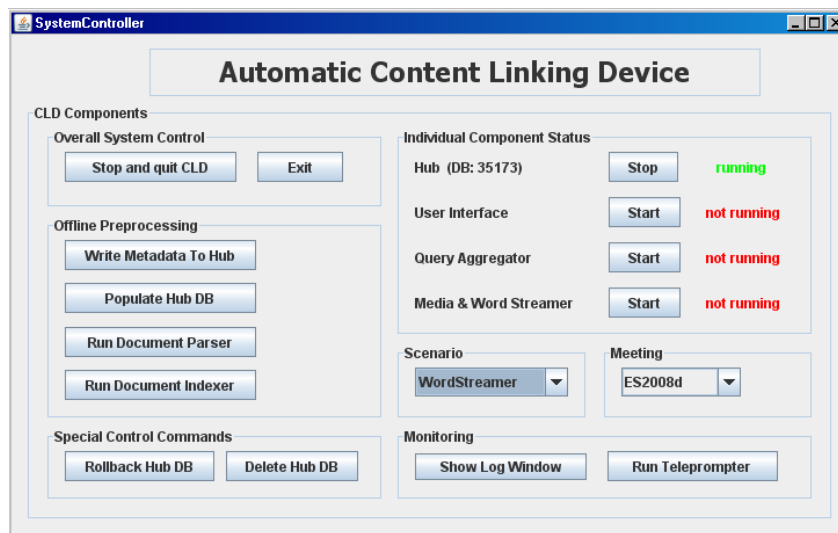 SystemController
Automatic Content Linking Device
CLD Components
Overall System Control
Stop and quit CLD
Exit
Offline Preprocessing
Write Metadata To Hub
Populate Hub DB
Run Document Parser
Run Document Indexer
Special Control Commands
Rollback Hub DB
Delete Hub DB
Individual Component Status
Hub (DB: 35173) Stop running
User Interface Start not running
Query Aggregator Start not running
Media & Word Streamer Start not running
Scenario
WordStreamer
Meeting
ES2008d
Monitoring
Show Log Window
Run Teleprompter